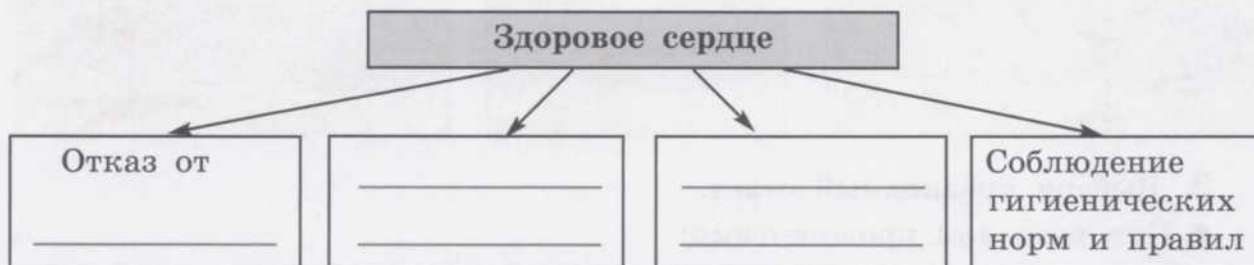 Здоровое сердце
Отказ от
Соблюдение
гигиенических
норм и правил